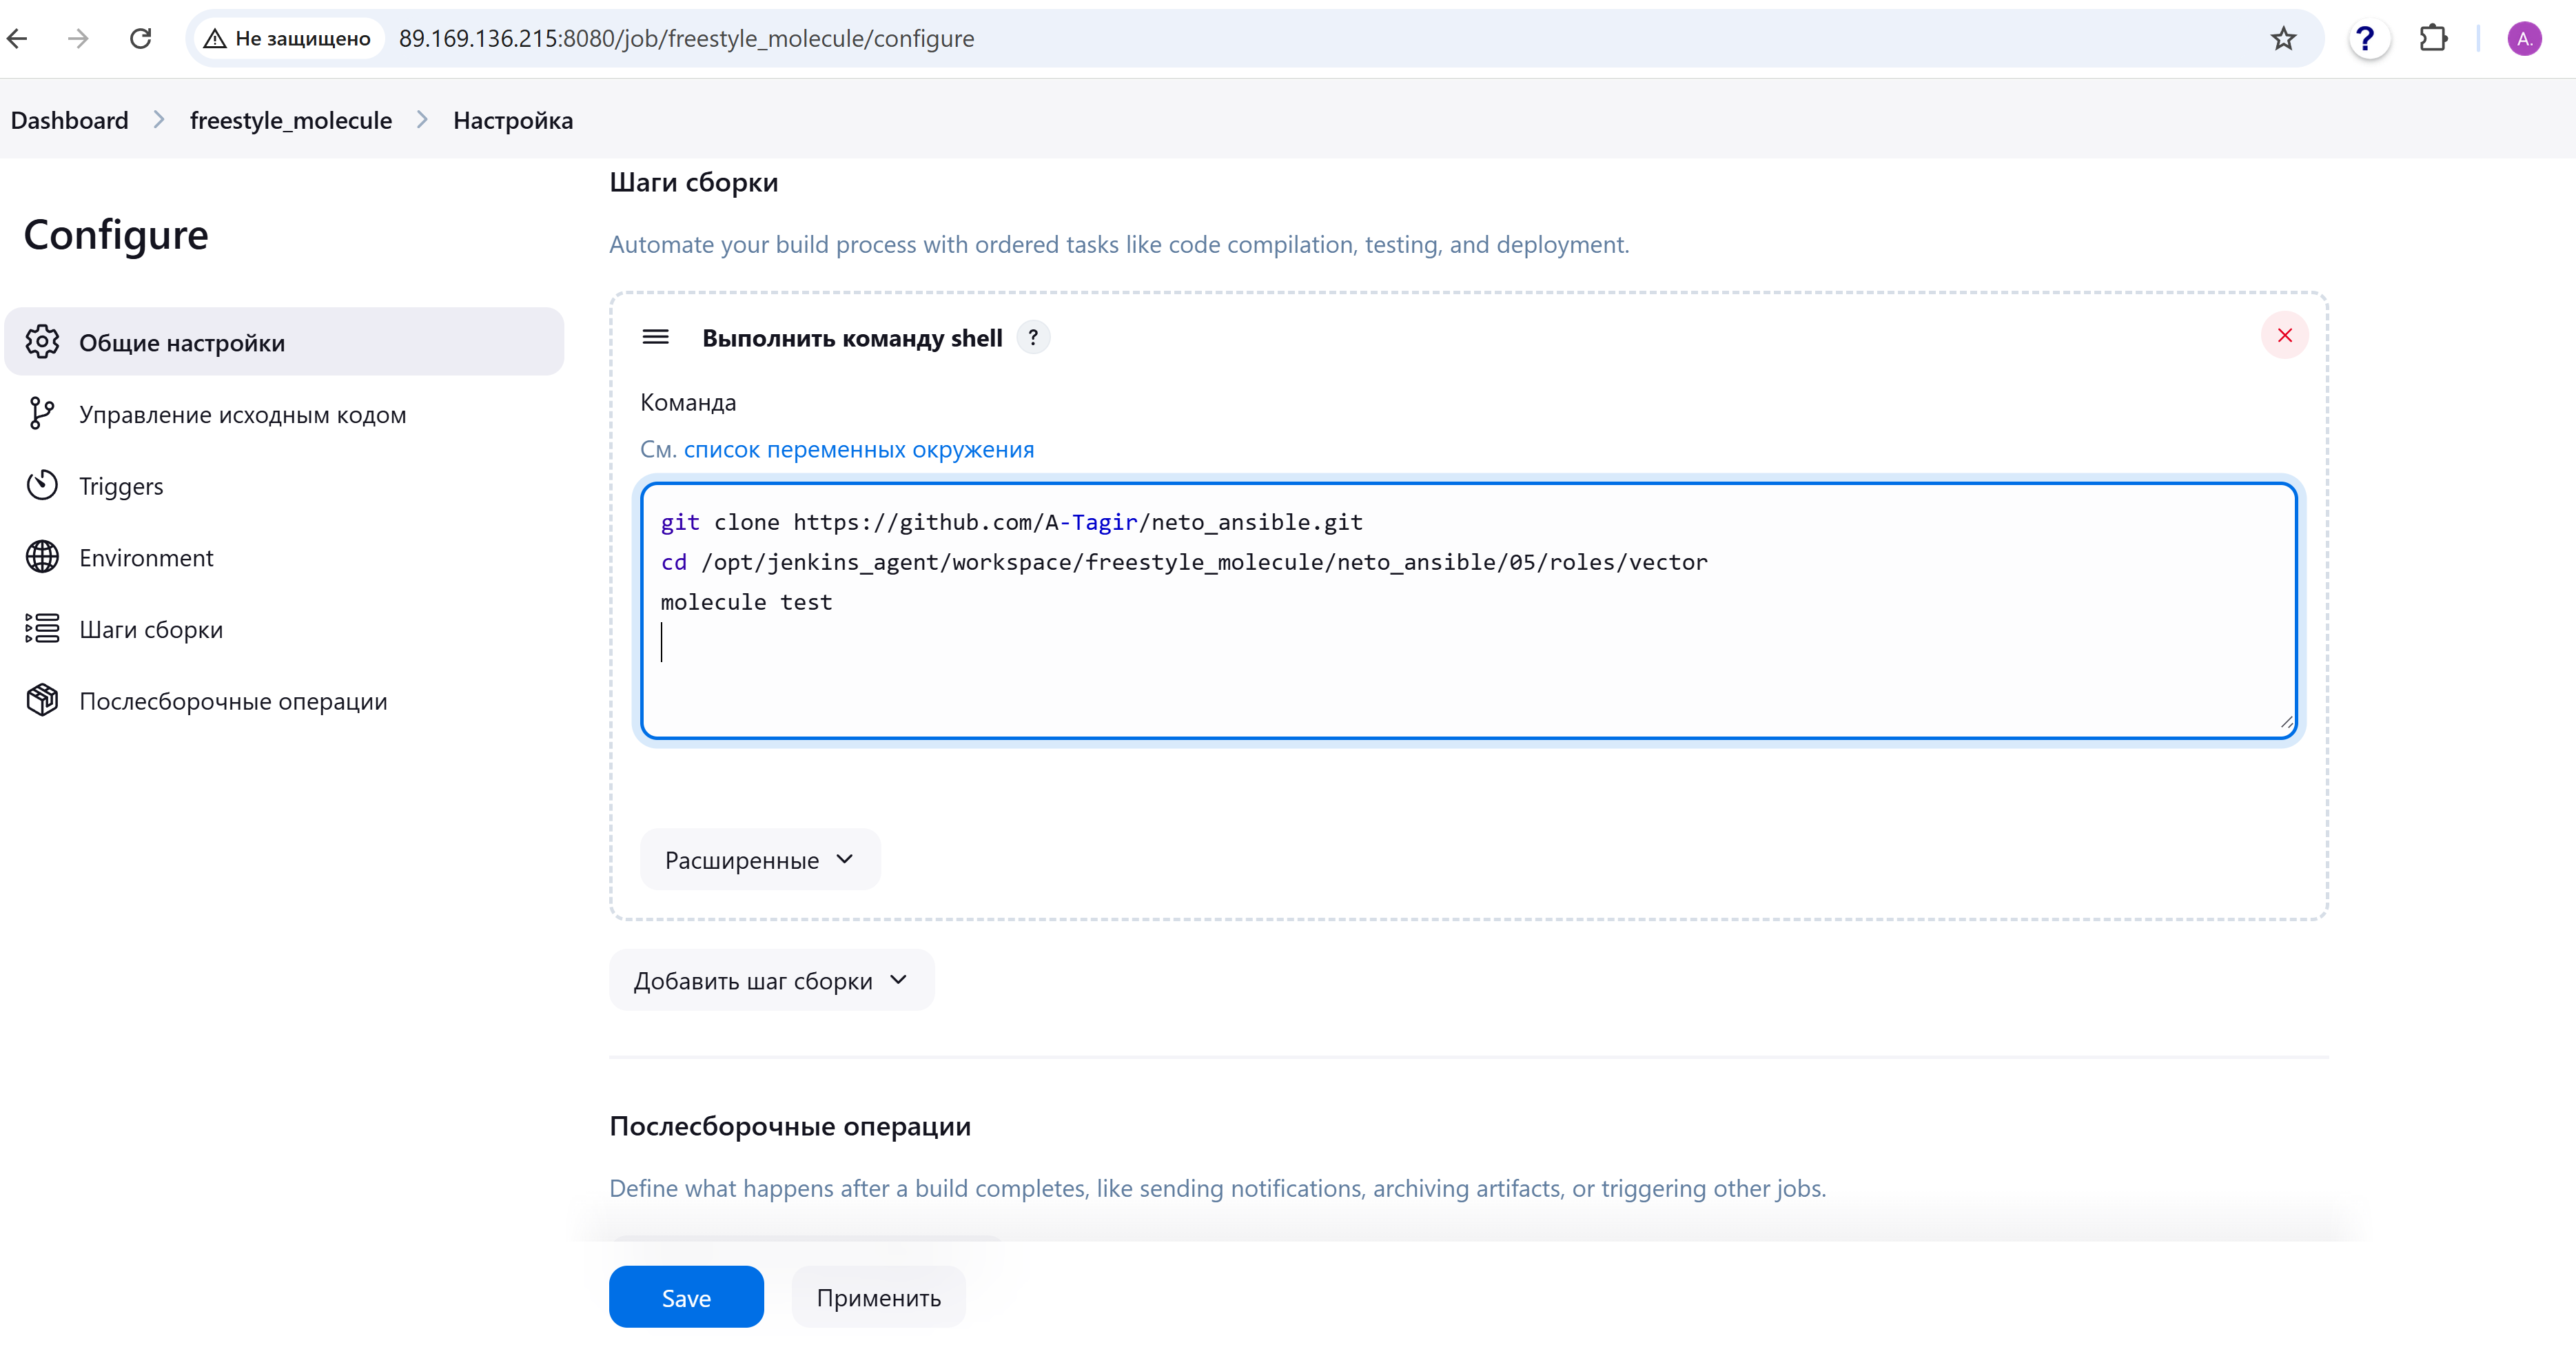 Не защищено 89.169.136.215:8080/job/freestyle_molecule/configure ? A.
Dashboard freestyle_molecule Настройка
Configure
Общие настройки
Управление исходным кодом
Triggers
Environment
Шаги сборки
Послесборочные операции
Шаги сборки
Automate your build process with ordered tasks like code compilation, testing, and deployment.
Выполнить команду shell ?
Команда
См. список переменных окружения
git clone https://github.com/A-Tagir/neto_ansible.git
cd /opt/jenkins_agent/workspace/freestyle_molecule/neto_ansible/05/roles/vector
molecule test
Расширенные
Добавить шаг сборки
Послесборочные операции
Define what happens after a build completes, like sending notifications, archiving artifacts, or triggering other jobs.
Save Применить